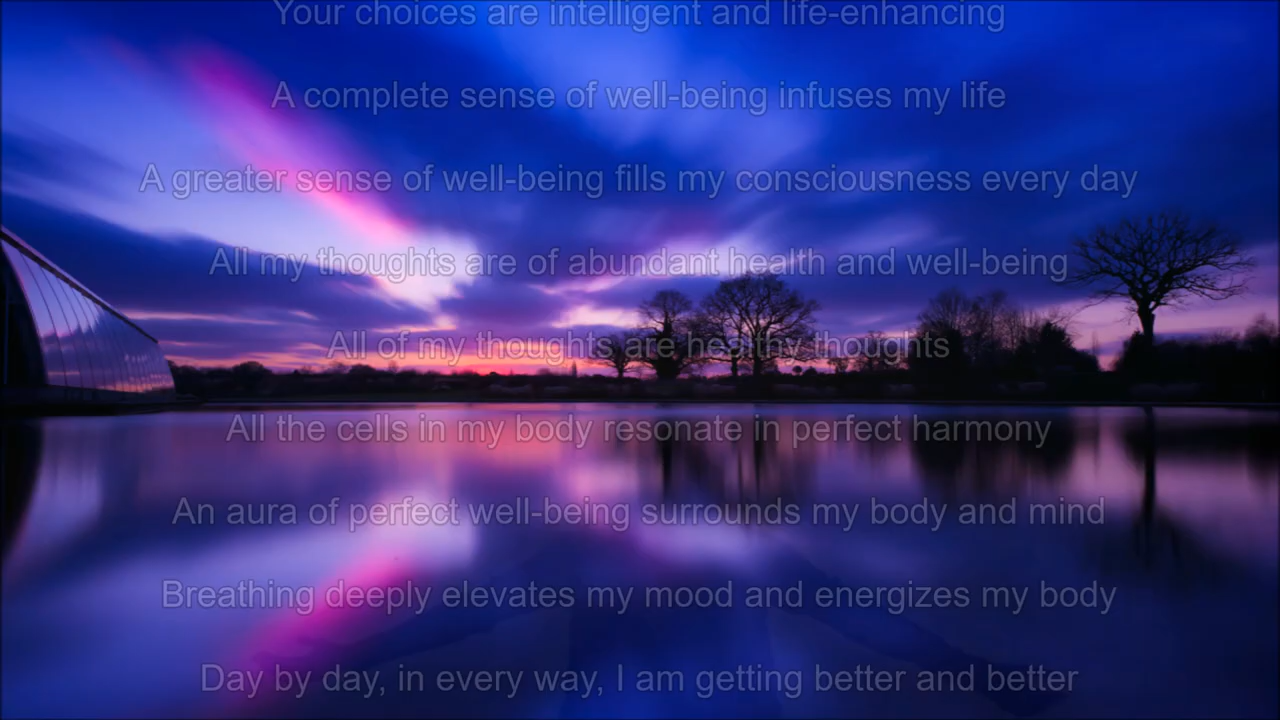 Your choices are intelligent and life-enhancing
A complete sense of well-being infuses my life
A greater sense of well-being fills my consciousness every day
All my thoughts are of abundant health and well-being
All of my thoughts are healthy thoughts
All the cells in my body resonate in perfect harmony
An aura of perfect well-being surrounds my body and mind
Breathing deeply elevates my mood and energizes my body
Day by day, in every way, I am getting better and better